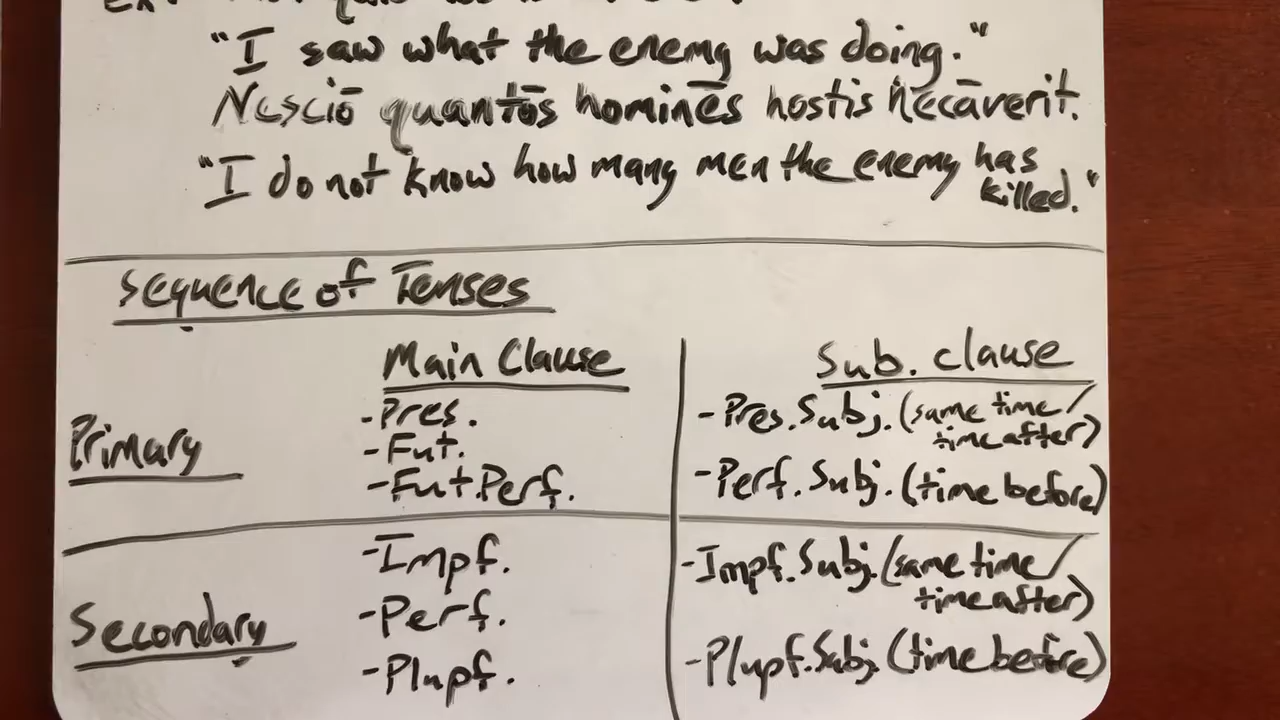 "I saw what the enemy was doing."
Nesciō quantōs hominēs hostis necāverit.
"I do not know how many men the enemy has
killed."
Sequence of Tenses
Main Clause
Sub. clause
Primary
-Pres.
-Fut.
-Fut.Perf.
-Pres.Subj.(same time/
time after)
-Perf.Subj.(time before)
Secondary
-Impf.
-Perf.
-Plupf.
-Impf.Subj.(same time/
time after)
-Plupf.Subj.(time before)